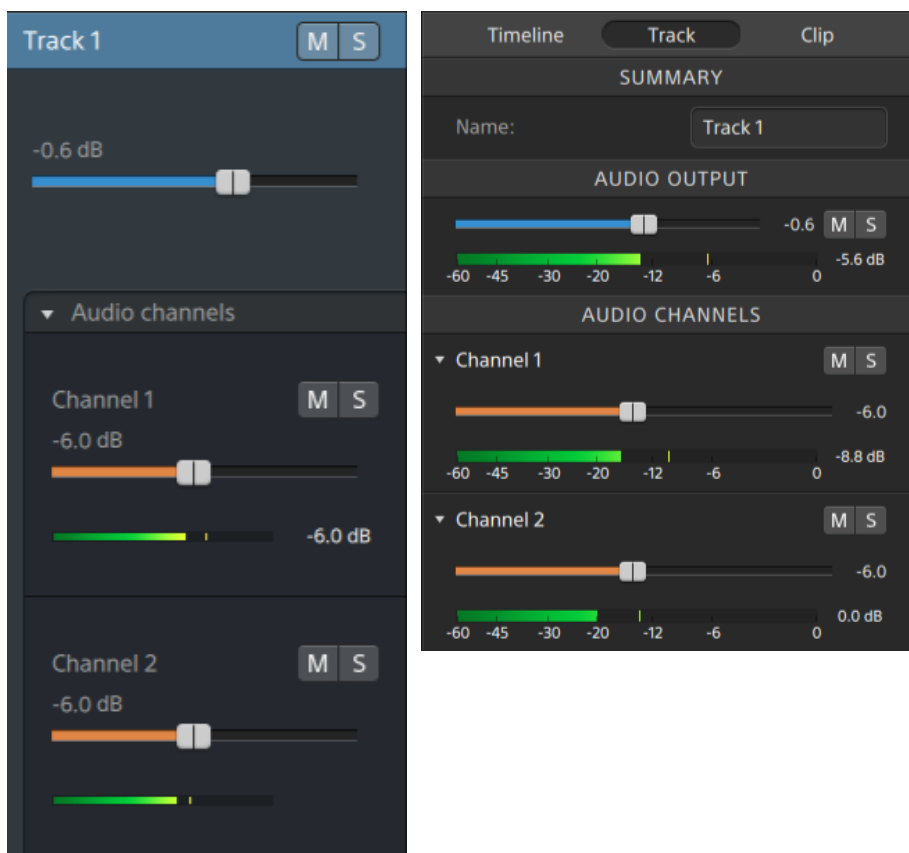 Track 1 M S
-0.6 dB
Audio channels
Channel 1 M S
-6.0 dB
-6.0 dB
Channel 2 M S
-6.0 dB
Timeline Track Clip
SUMMARY
Name: Track 1
AUDIO OUTPUT
-0.6 M S
-5.6 dB
-60 -45 -30 -20 -12 -6 0
AUDIO CHANNELS
Channel 1 M S
-6.0
-8.8 dB
-60 -45 -30 -20 -12 -6 0
Channel 2 M S
-6.0
0.0 dB
-60 -45 -30 -20 -12 -6 0